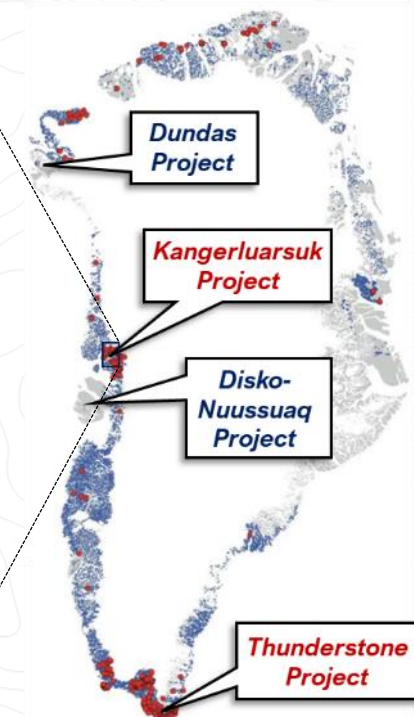 Dundas
Project
Kangerluarsuk
Project
Disko-
Nuussuaq
Project
Thunderstone
Project